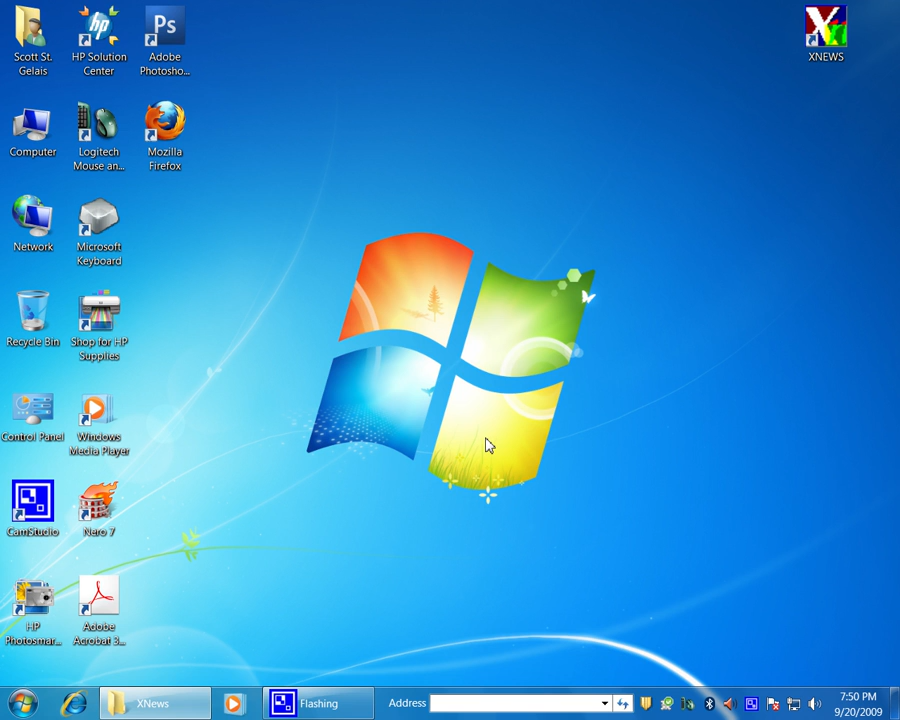 Scott St.
Gelais
HP Solution
Center
Adobe
Photosho...
XNEWS
Computer
Logitech
Mouse an...
Mozilla
Firefox
Network
Microsoft
Keyboard
Recycle Bin
Shop for HP
Supplies
Control Panel
Windows
Media Player
CamStudio
Nero 7
HP
Photosmar...
Adobe
Acrobat 3...
XNews
Flashing
Address
7:50 PM
9/20/2009